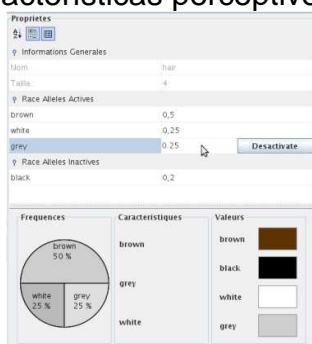 acterísticas perceptive
Proprietes
Informations Generales
Nom hair
Taille 4
Race Alleles Actives
brown 0,5
white 0,25
grey 0.25 Desactivate
Race Alleles Inactives
black 0,2
Frequences Caracteristiques Valeurs
brown 50 %
white 25 %
grey 25 %
brown
grey
white
brown
black
white
grey